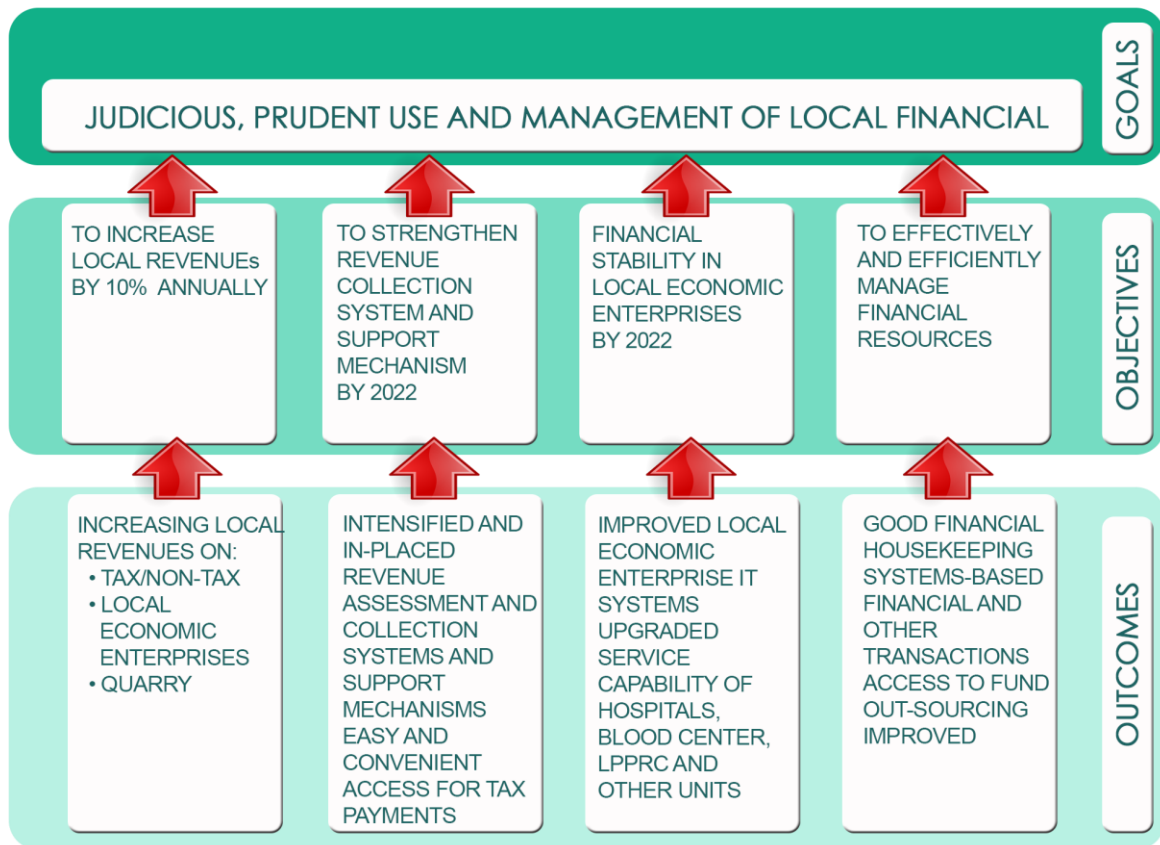 GOALS
JUDICIOUS, PRUDENT USE AND MANAGEMENT OF LOCAL FINANCIAL
OBJECTIVES
TO INCREASE
LOCAL REVENUEs
BY 10% ANNUALLY
TO STRENGTHEN
REVENUE
COLLECTION
SYSTEM AND
SUPPORT
MECHANISM
BY 2022
FINANCIAL
STABILITY IN
LOCAL ECONOMIC
ENTERPRISES
BY 2022
TO EFFECTIVELY
AND EFFICIENTLY
MANAGE
FINANCIAL
RESOURCES
OUTCOMES
INCREASING LOCAL
REVENUES ON:
• TAX/NON-TAX
• LOCAL
ECONOMIC
ENTERPRISES
• QUARRY
INTENSIFIED AND
IN-PLACED
REVENUE
ASSESSMENT AND
COLLECTION
SYSTEMS AND
SUPPORT
MECHANISMS
EASY AND
CONVENIENT
ACCESS FOR TAX
PAYMENTS
IMPROVED LOCAL
ECONOMIC
ENTERPRISE IT
SYSTEMS
UPGRADED
SERVICE
CAPABILITY OF
HOSPITALS,
BLOOD CENTER,
LPPRC AND
OTHER UNITS
GOOD FINANCIAL
HOUSEKEEPING
SYSTEMS-BASED
FINANCIAL AND
OTHER
TRANSACTIONS
ACCESS TO FUND
OUT-SOURCING
IMPROVED